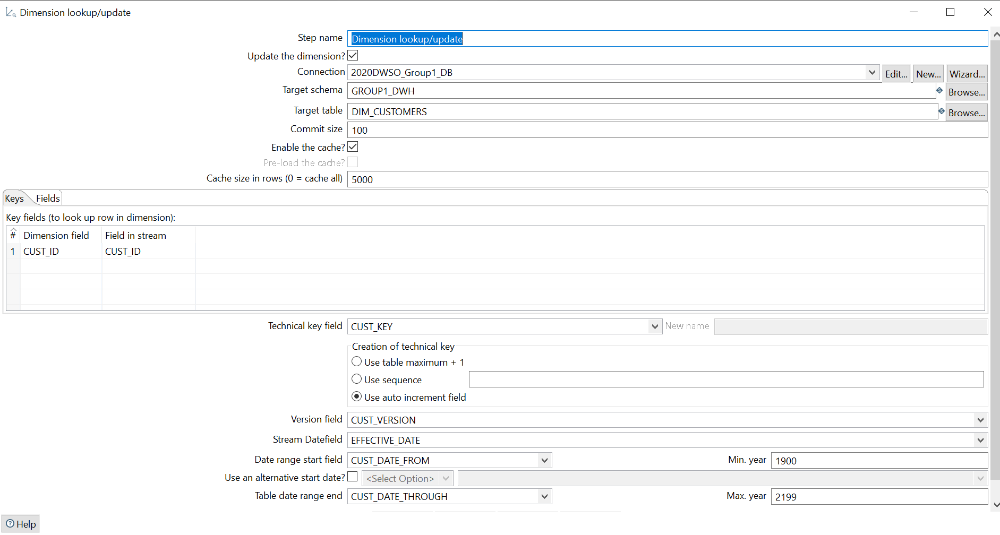 Dimension lookup/update
Step name Dimension lookup/update
Update the dimension?
Connection 2020DWSO_Group1_DB Edit... New... Wizard...
Target schema GROUP1_DWH Browse...
Target table DIM_CUSTOMERS Browse...
Commit size 100
Enable the cache?
Pre-load the cache?
Cache size in rows (0 = cache all) 5000
Keys Fields
Key fields (to look up row in dimension):
# Dimension field Field in stream
1 CUST_ID CUST_ID
Technical key field CUST_KEY New name
Creation of technical key
Use table maximum + 1
Use sequence
Use auto increment field
Version field CUST_VERSION
Stream Datefield EFFECTIVE_DATE
Date range start field CUST_DATE_FROM Min. year 1900
Use an alternative start date? <Select Option>
Table date range end CUST_DATE_THROUGH Max. year 2199
Help